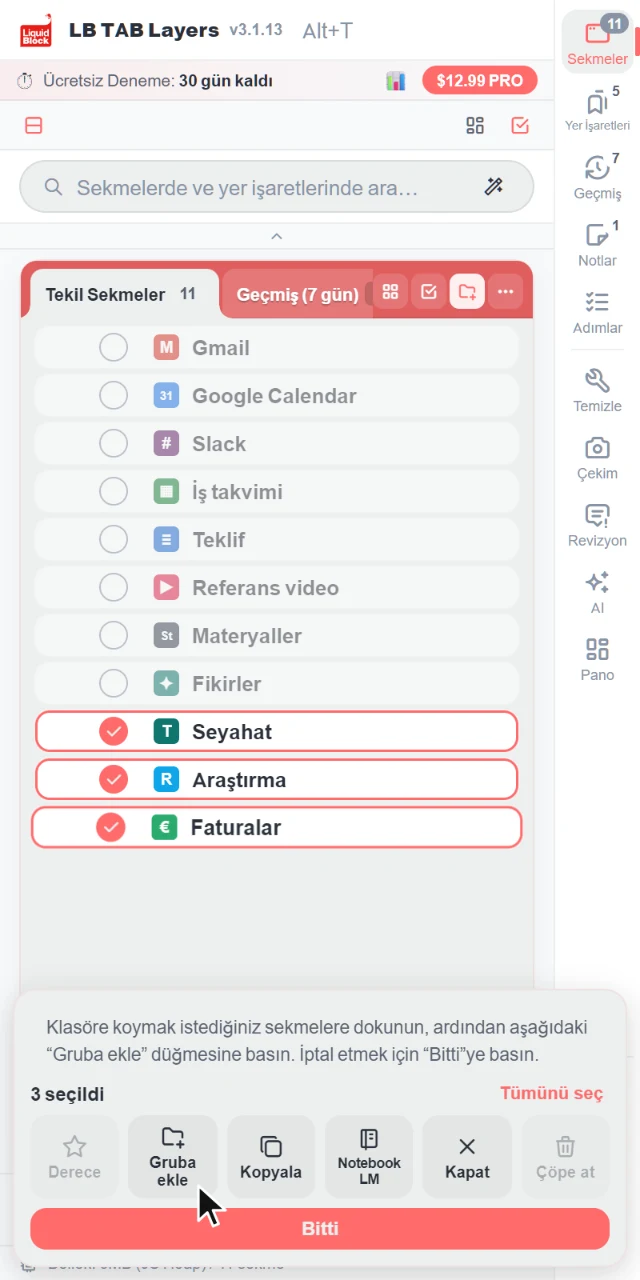 Liquid Block
LB TAB Layers v3.1.13 Alt+T
11
Sekmeler
Ücretsiz Deneme: 30 gün kaldı
$12.99 PRO
5
Yer İşaretleri
Sekmelerde ve yer işaretlerinde ara…
7
Geçmiş
1
Notlar
Tekil Sekmeler 11
Geçmiş (7 gün)
Adımlar
M Gmail
31 Google Calendar
Temizle
# Slack
Çekim
İş takvimi
Teklif
Revizyon
Referans video
AI
St Materyaller
Pano
Fikirler
T Seyahat
R Araştırma
€ Faturalar
Klasöre koymak istediğiniz sekmelere dokunun, ardından aşağıdaki
“Gruba ekle” düğmesine basın. İptal etmek için “Bitti”ye basın.
3 seçildi
Tümünü seç
Derece
Gruba
ekle
Kopyala
Notebook
LM
Kapat
Çöpe at
Bitti